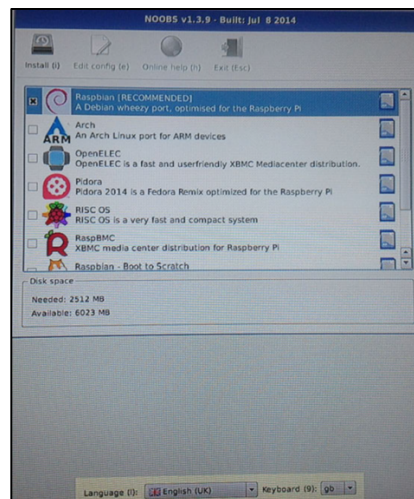 NOOBS v1.3.9 - Built: Jul 8 2014
Install (i) Edit config (e) Online help (h) Exit (Esc)
Raspbian [RECOMMENDED]
A Debian wheezy port, optimised for the Raspberry Pi
Arch
An Arch Linux port for ARM devices
ARM
OpenELEC
OpenELEC is a fast and userfriendly XBMC Mediacenter distribution.
Pidora
Pidora 2014 is a Fedora Remix optimized for the Raspberry Pi
RISC OS
RISC OS is a very fast and compact system
RaspBMC
XBMC media center distribution for Raspberry Pi
Raspbian - Boot to Scratch
Disk space
Needed: 2512 MB
Available: 6023 MB
Language (l): English (UK) Keyboard (9): gb